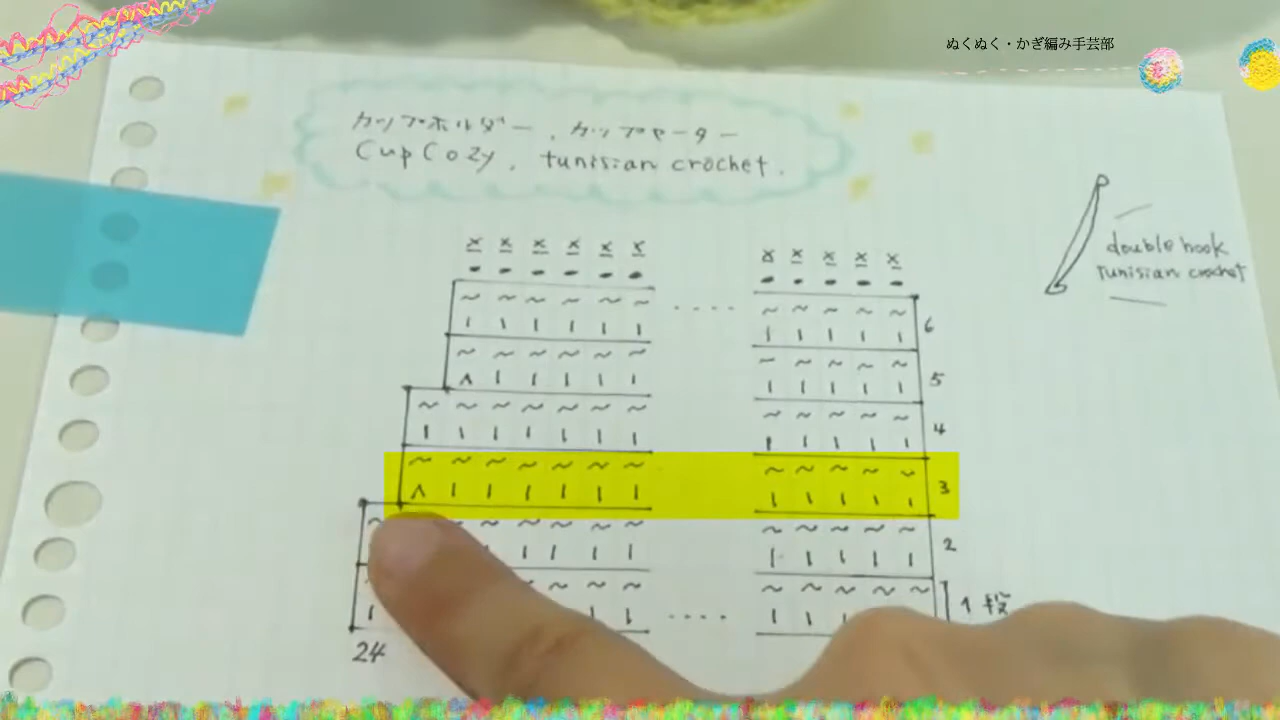 ぬくぬく・かぎ編み手芸部
カップホルダー、カップセーター
Cup Cozy, tunisian crochet.
double hook
Tunisian crochet
6
5
4
3
2
1段
24